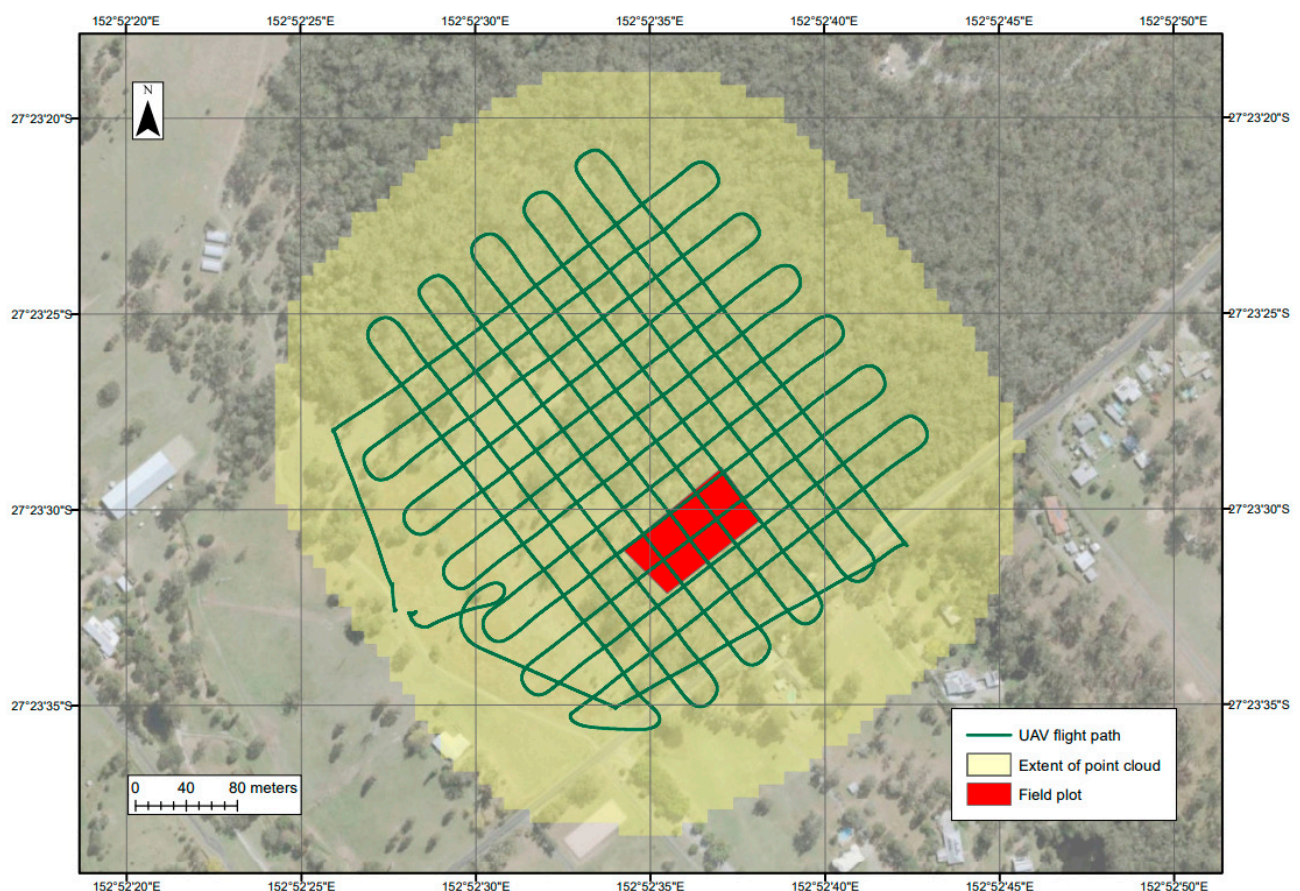 152°52'20"E 152°52'25"E 152°52'30"E 152°52'35"E 152°52'40"E 152°52'45"E 152°52'50"E
N
27°23'20"S 27°23'20"S
27°23'25"S 27°23'25"S
27°23'30"S 27°23'30"S
27°23'35"S 27°23'35"S
UAV flight path
Extent of point cloud
Field plot
0 40 80 meters
152°52'20"E 152°52'25"E 152°52'30"E 152°52'35"E 152°52'40"E 152°52'45"E 152°52'50"E